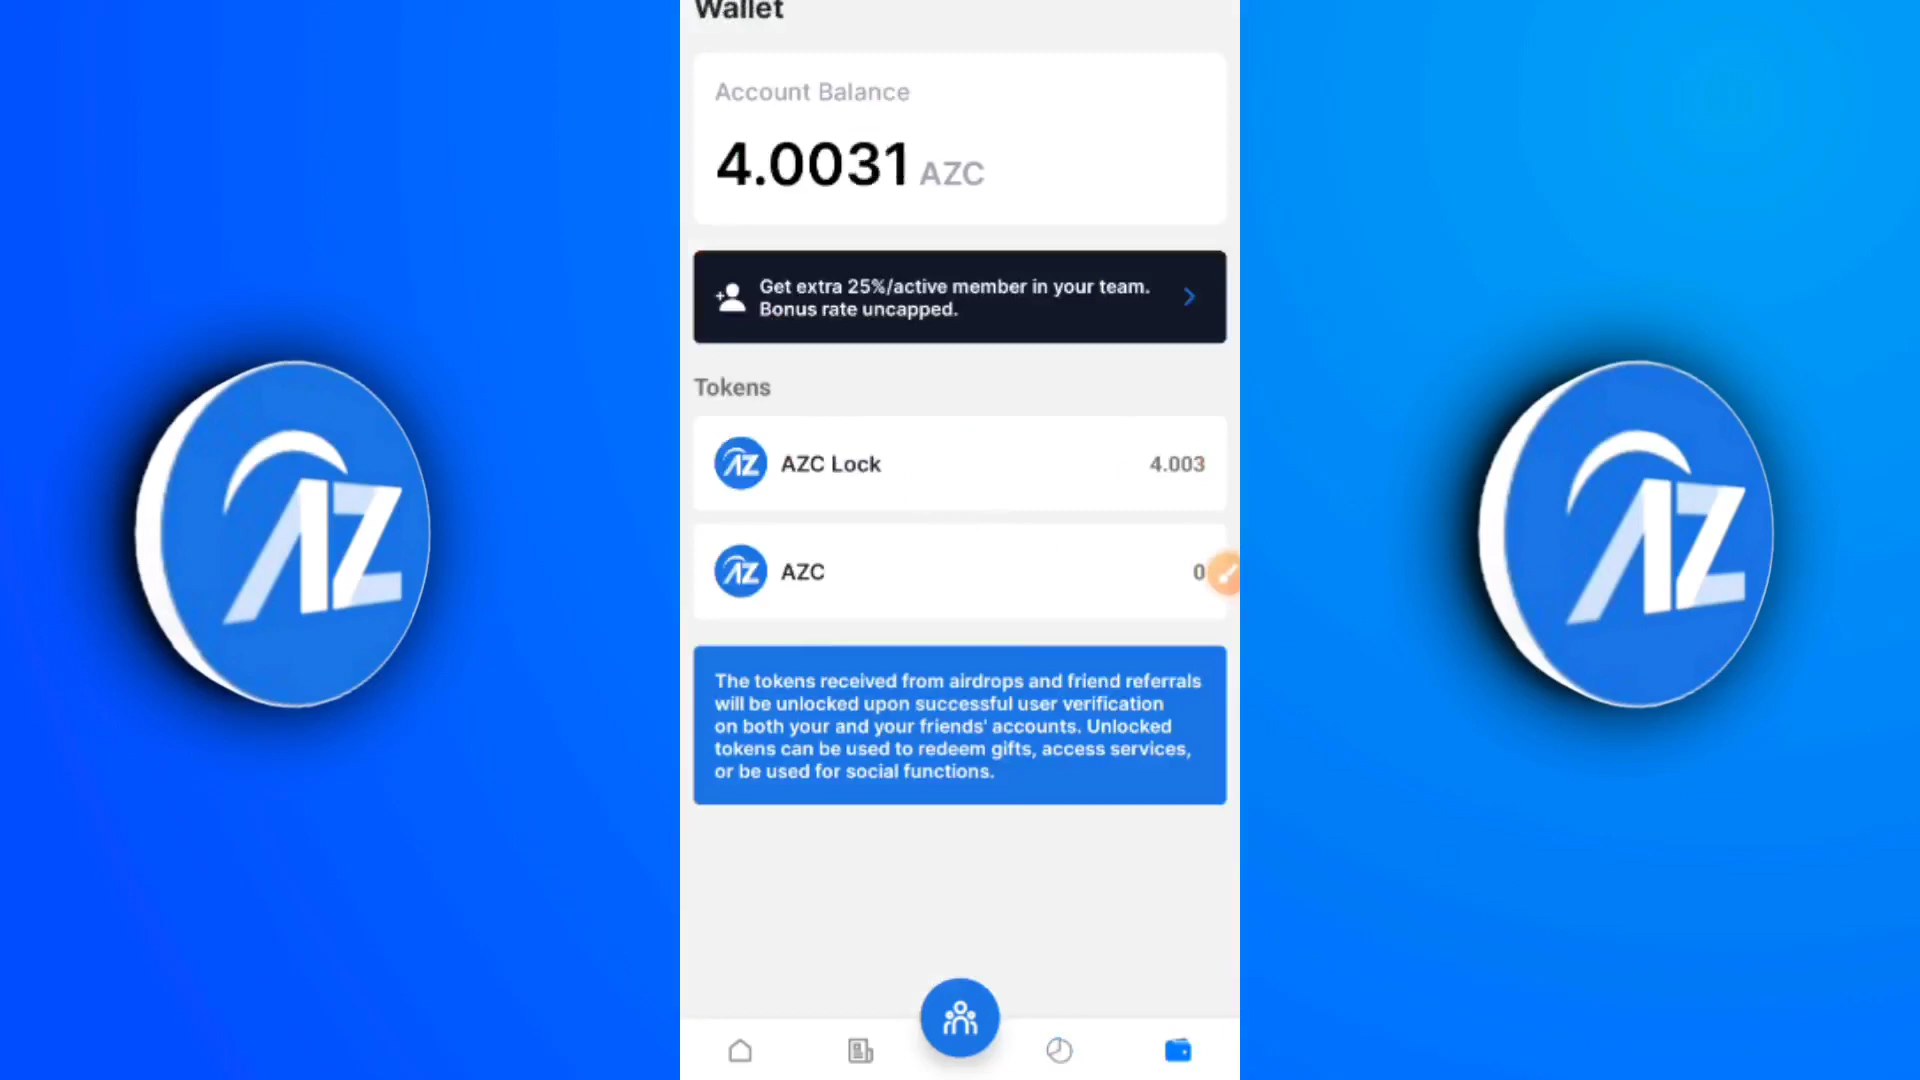 Wallet
Account Balance
4.0031 AZC
Get extra 25%/active member in your team.
Bonus rate uncapped.
Tokens
AZ AZC Lock 4.003
AZ AZC 0
The tokens received from airdrops and friend referrals
will be unlocked upon successful user verification
on both your and your friends' accounts. Unlocked
tokens can be used to redeem gifts, access services,
or be used for social functions.
AZ
AZ